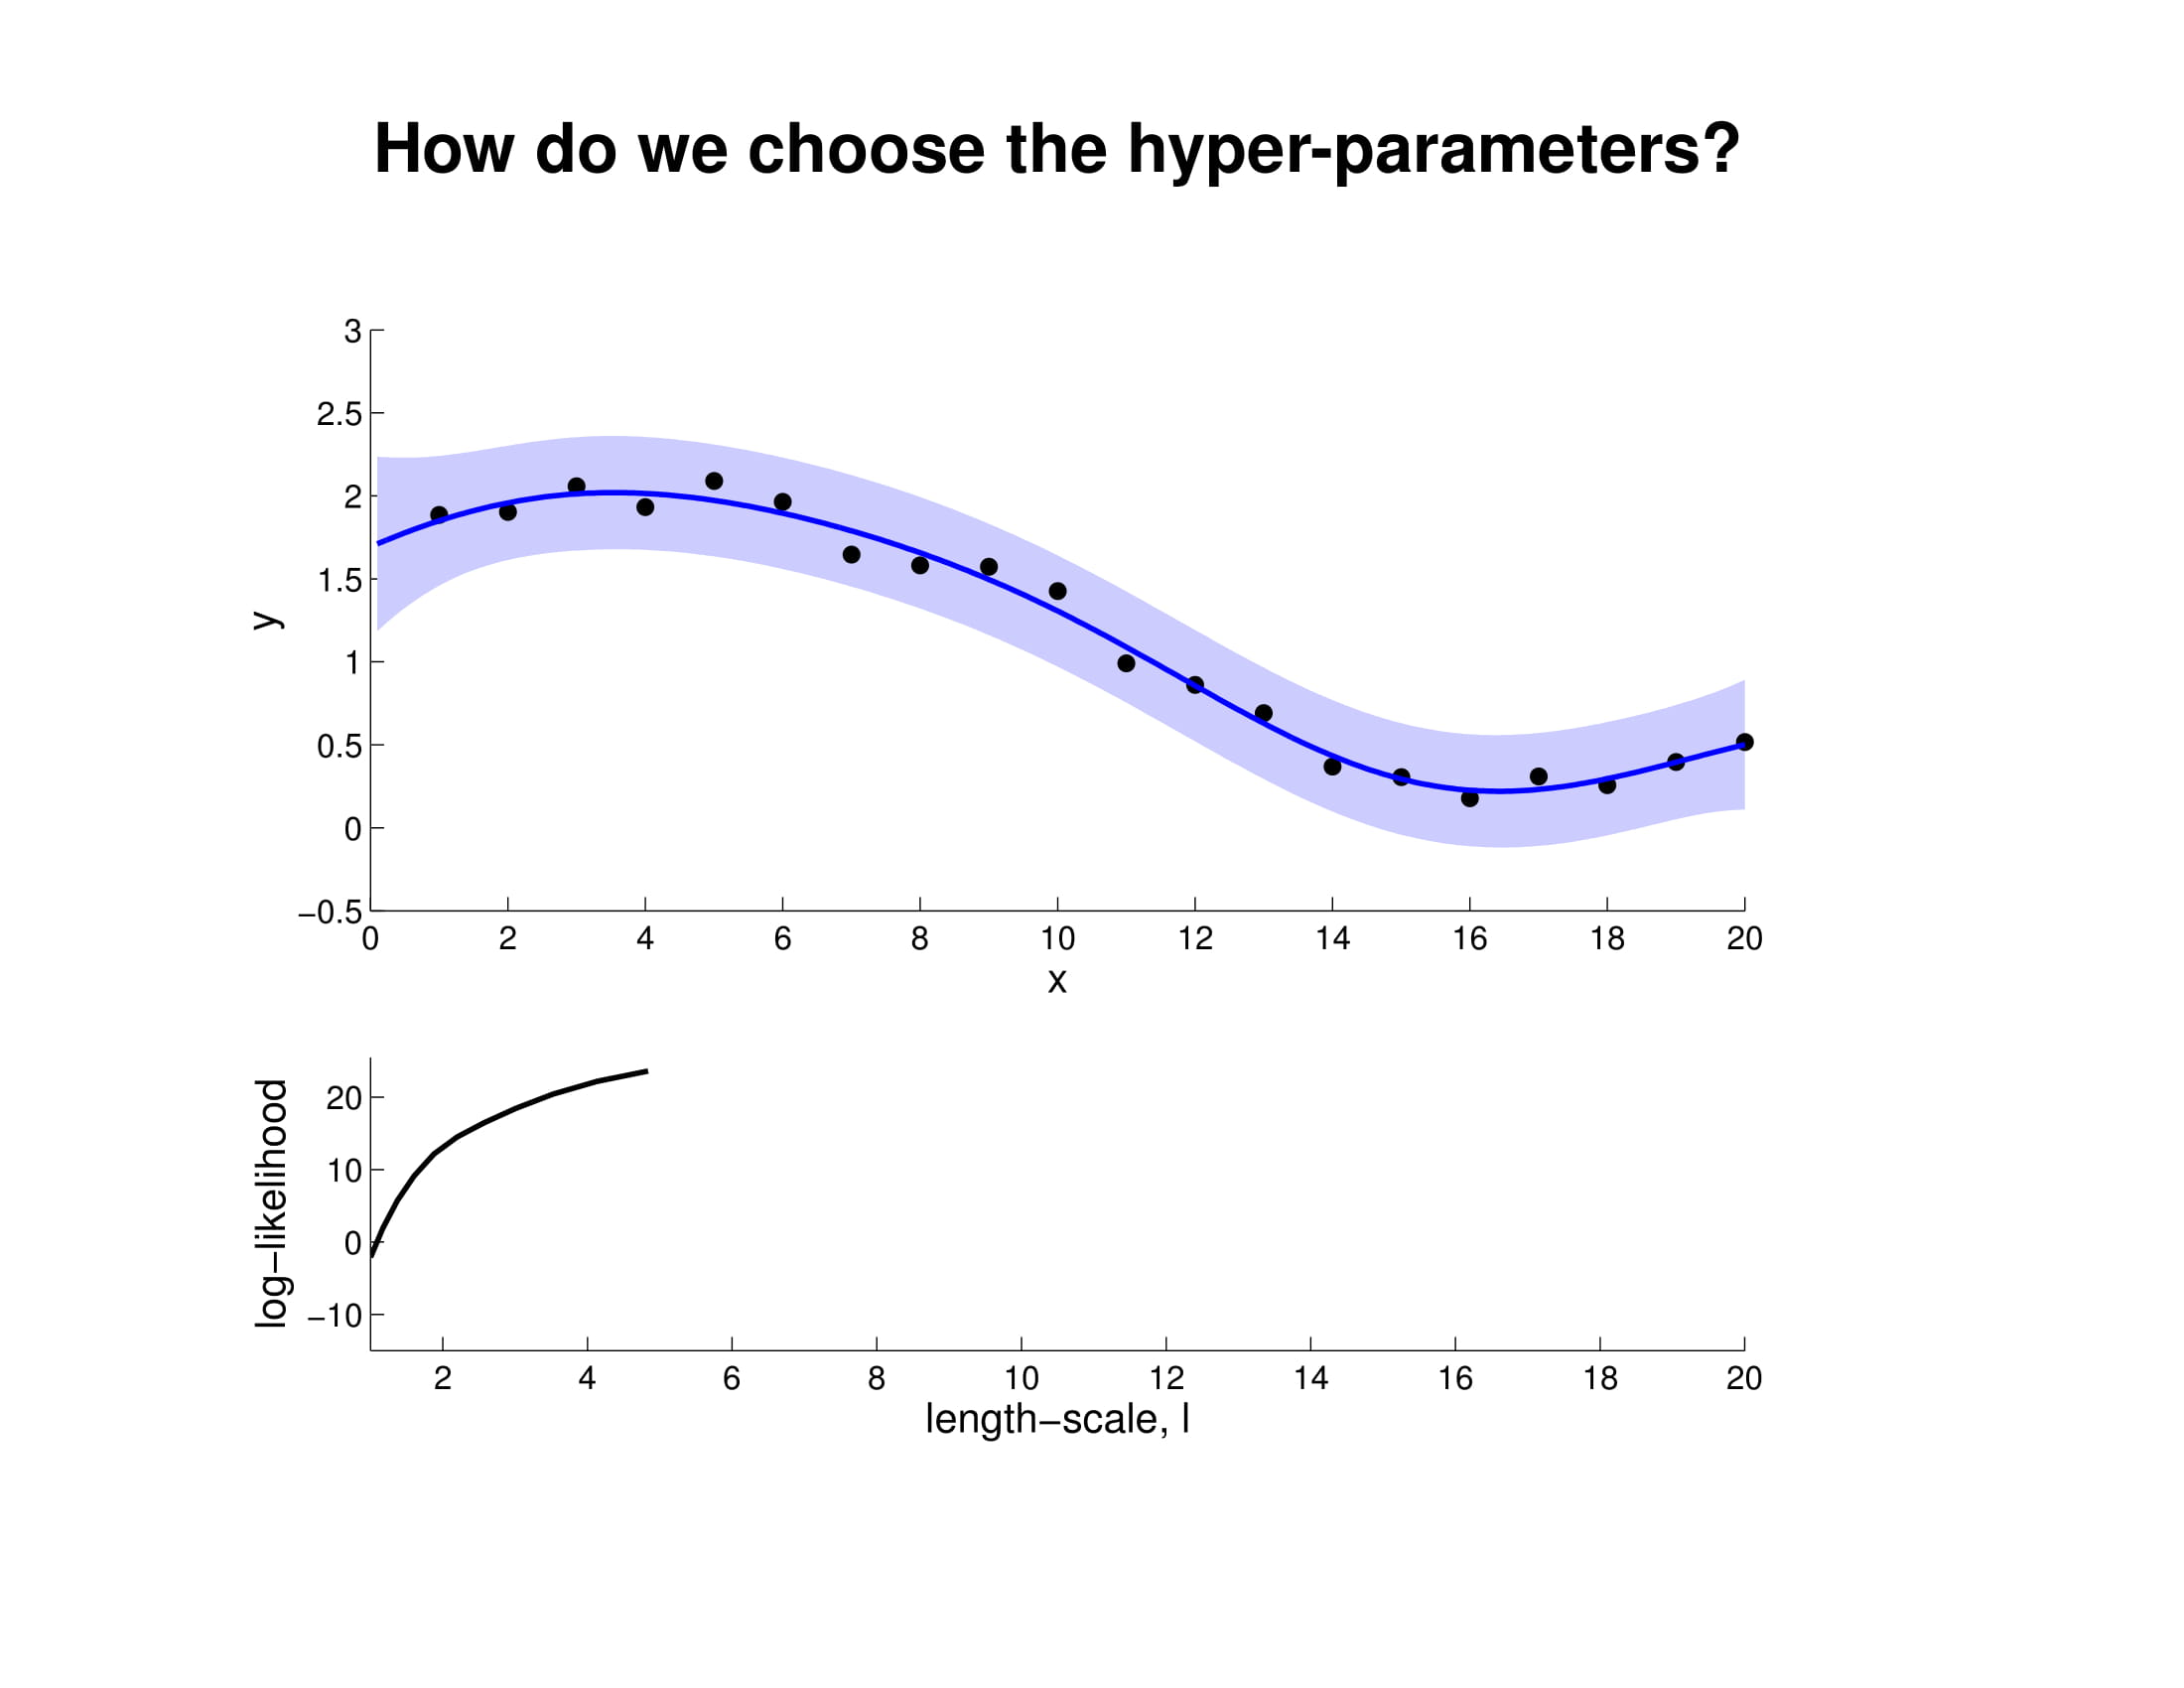 How do we choose the hyper-parameters?
3
2.5
2
1.5
1
0.5
0
−0.5
y
0 2 4 6 8 10 12 14 16 18 20
x
20
10
0
−10
log−likelihood
2 4 6 8 10 12 14 16 18 20
length−scale, l